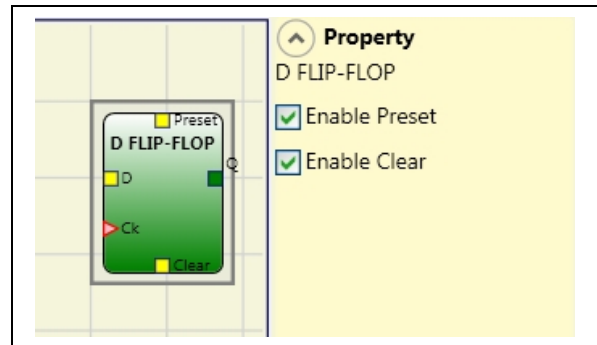 Preset
D FLIP-FLOP
Q
D
Ck
Clear
Property
D FLIP-FLOP
Enable Preset
Enable Clear